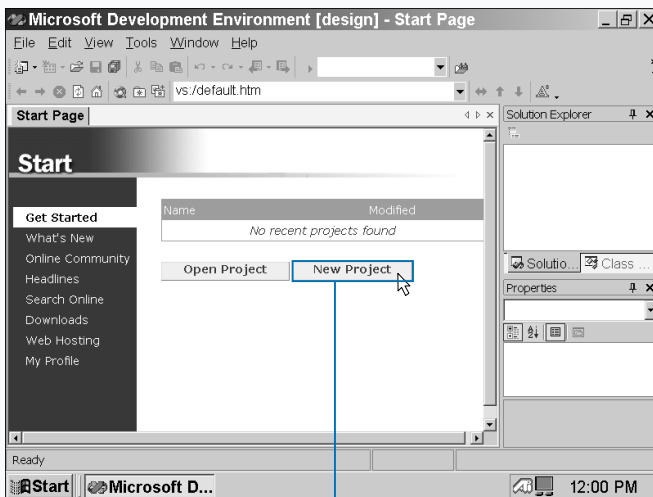 Microsoft Development Environment [design] - Start Page
File Edit View Tools Window Help
vs:/default.htm
Start Page
Solution Explorer
Start
Get Started
What's New
Online Community
Headlines
Search Online
Downloads
Web Hosting
My Profile
Name Modified
No recent projects found
Open Project New Project
Solutio... Class ...
Properties
Ready
Start Microsoft D... 12:00 PM